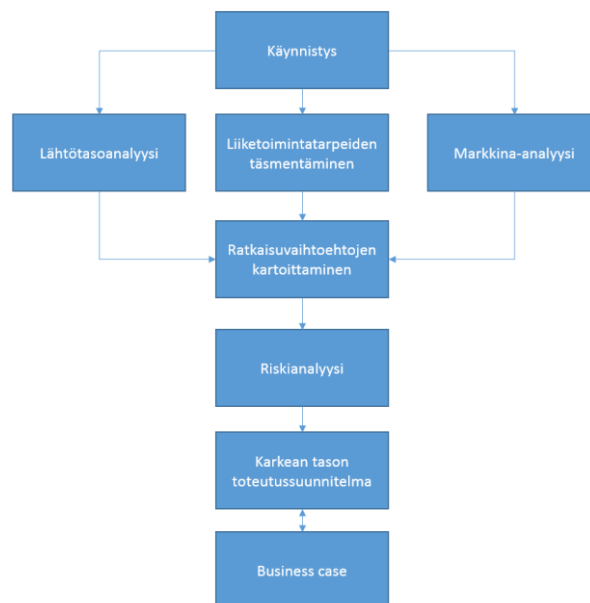 Käynnistys
Lähtötasoanalyysi
Liiketoimintatarpeiden
täsmentäminen
Markkina-analyysi
Ratkaisuvaihtoehtojen
kartoittaminen
Riskianalyysi
Karkean tason
toteutussuunnitelma
Business case